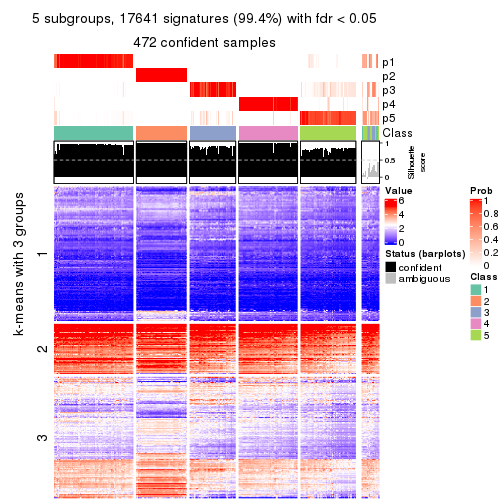 5 subgroups, 17641 signatures (99.4%) with fdr < 0.05
472 confident samples
p1
p2
p3
p4
p5
Class
1
0.5
0
Silhouette
score
k-means with 3 groups
1
2
3
Value
6
4
2
0
Status (barplots)
confident
ambiguous
Prob
1
0.8
0.6
0.4
0.2
0
Class
1
2
3
4
5